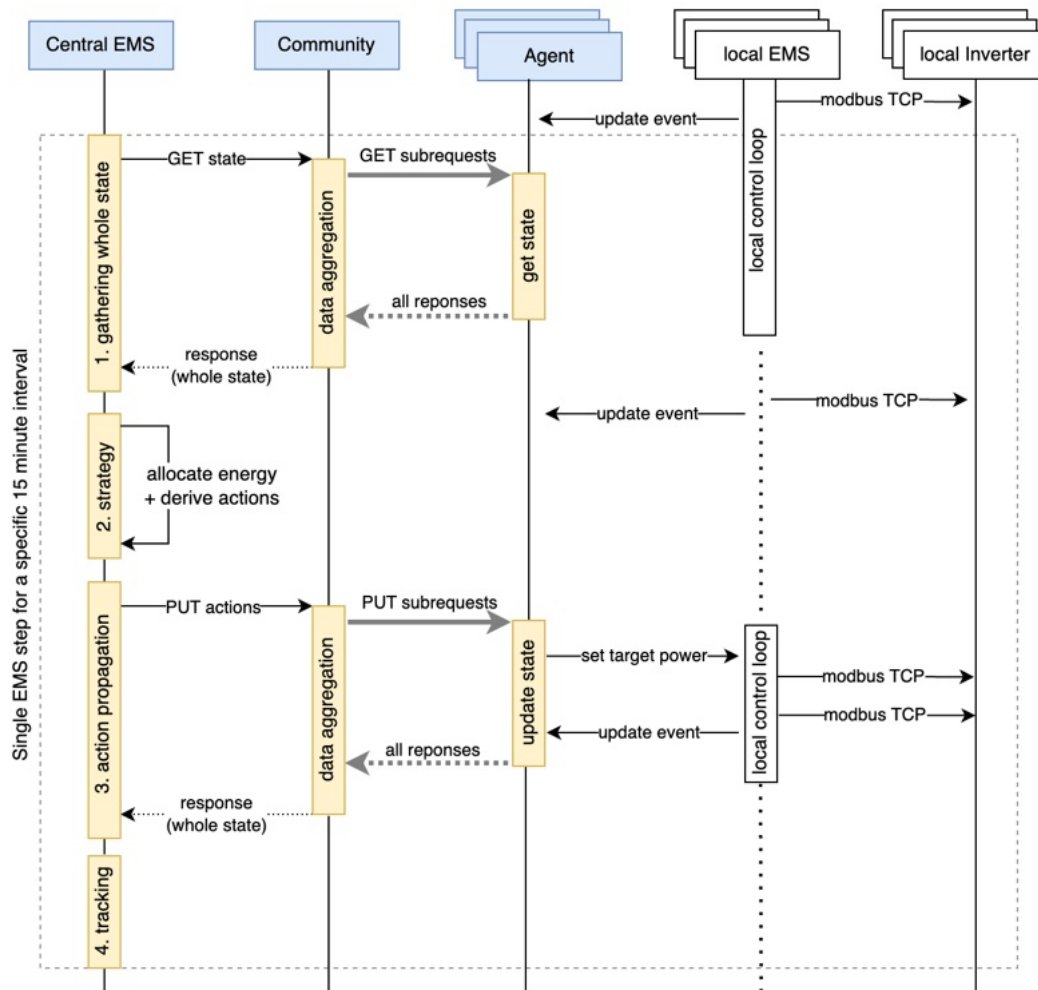 Central EMS
Community
Agent
local EMS
local Inverter
modbus TCP
update event
GET state
GET subrequests
1. gathering whole state
data aggregation
get state
local control loop
all reponses
response
(whole state)
modbus TCP
update event
Single EMS step for a specific 15 minute interval
2. strategy
allocate energy
+ derive actions
PUT actions
PUT subrequests
3. action propagation
data aggregation
update state
set target power
local control loop
modbus TCP
modbus TCP
update event
all reponses
response
(whole state)
4. tracking